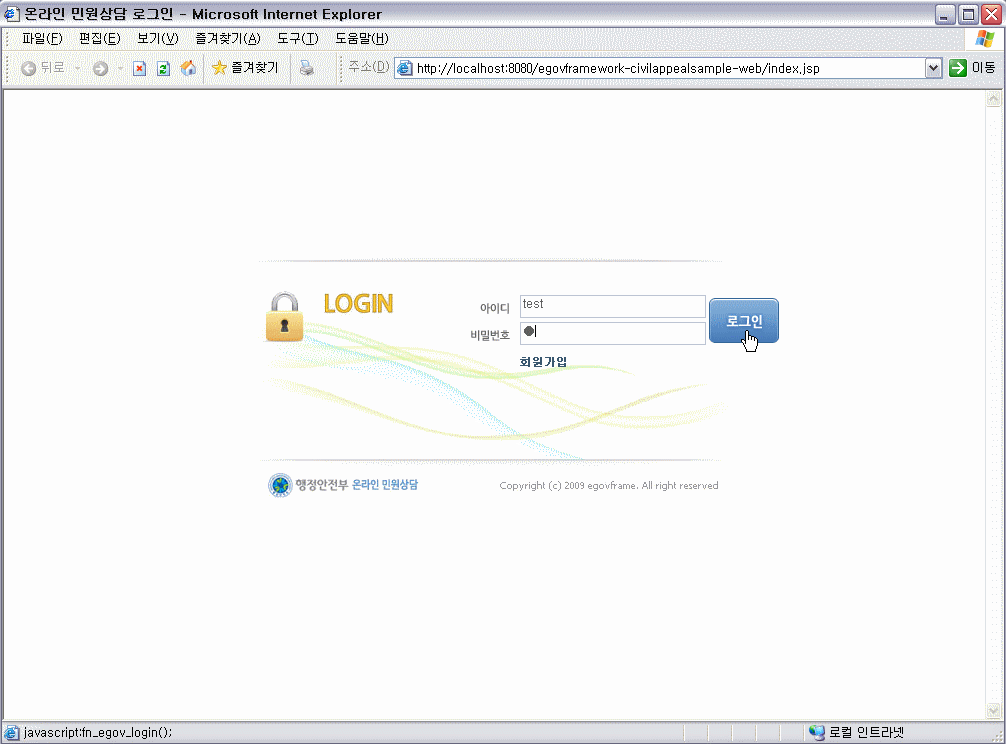 온라인 민원상담 로그인 - Microsoft Internet Explorer
파일(F) 편집(E) 보기(V) 즐겨찾기(A) 도구(T) 도움말(H)
뒤로 즐겨찾기 주소(D) http://localhost:8080/egovframework-civilappealsample-web/index.jsp 이동
LOGIN
아이디 test
비밀번호 ●
로그인
회원가입
행정안전부 온라인 민원상담 Copyright (c) 2009 egovframe. All right reserved
javascript:fn_egov_login(); 로컬 인트라넷